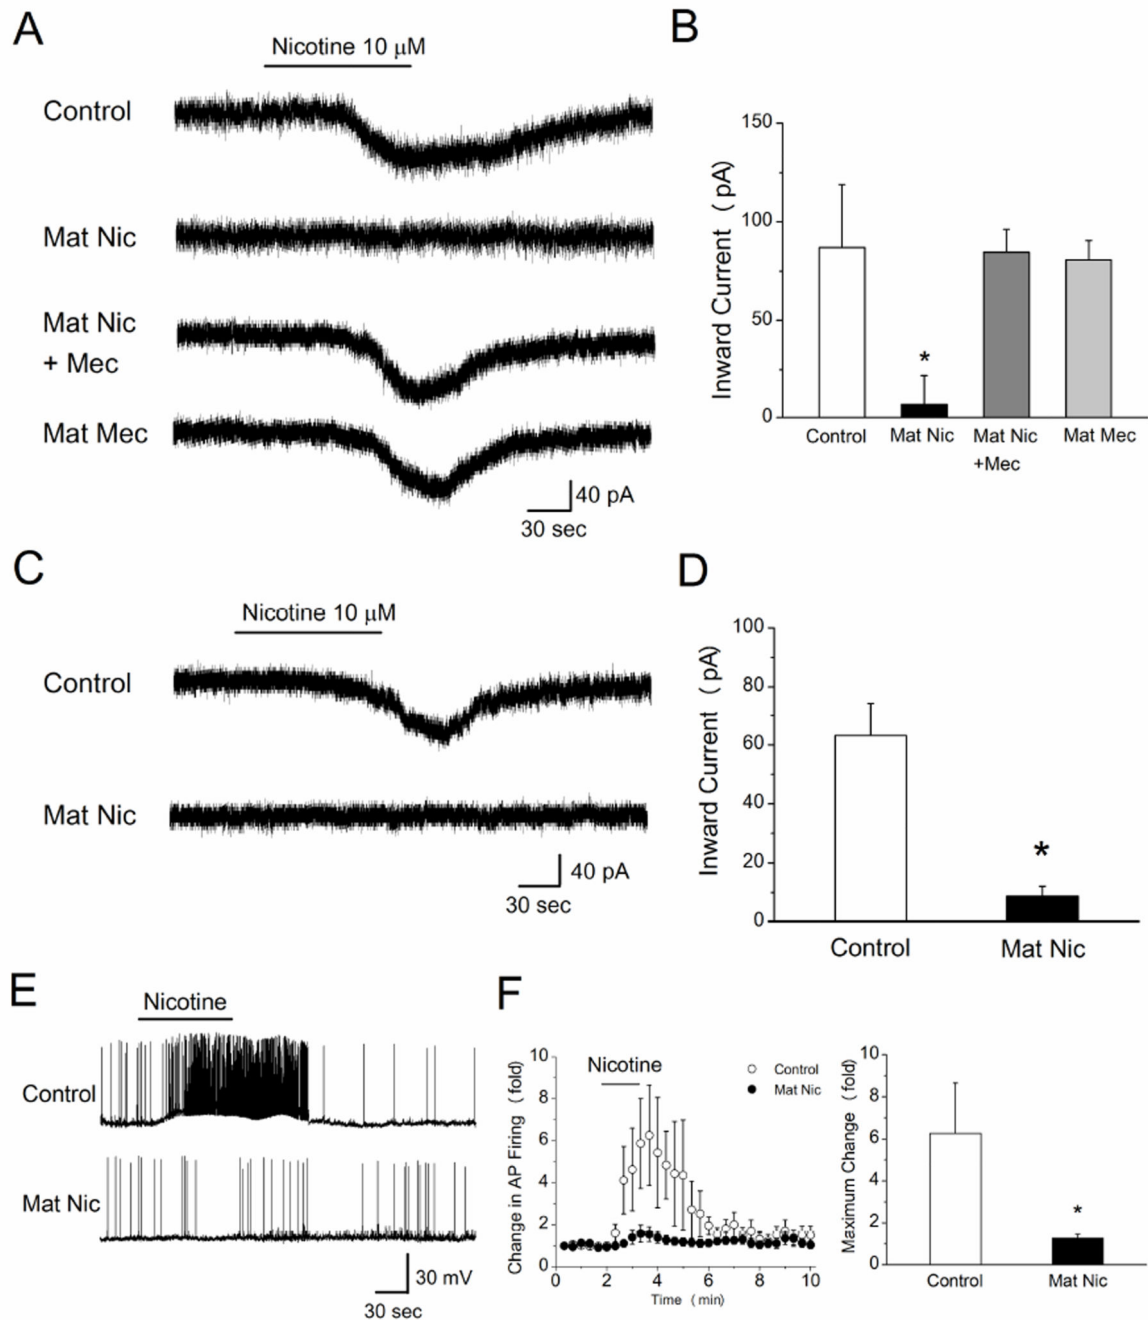 A
Nicotine 10 μM
Control
Mat Nic
Mat Nic
+ Mec
Mat Mec
40 pA
30 sec
B
Inward Current ( pA)
150
100
50
0
Control
Mat Nic
Mat Nic
+Mec
Mat Mec
*
C
Nicotine 10 μM
Control
Mat Nic
40 pA
30 sec
D
Inward Current ( pA)
100
80
60
40
20
0
*
Control
Mat Nic
E
Nicotine
Control
Mat Nic
30 mV
30 sec
F
Change in AP Firing ( fold)
10
8
6
4
2
0
Nicotine
Control
Mat Nic
0 2 4 6 8 10
Time ( min)
Maximum Change ( fold)
10
8
6
4
2
0
*
Control
Mat Nic